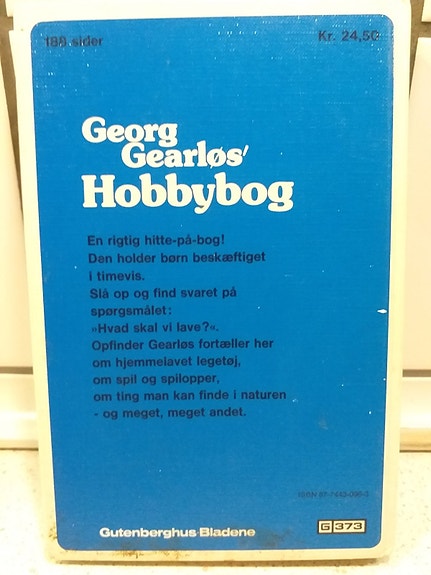 188 sider
Kr. 24,50
Georg
Gearløs'
Hobbybog
En rigtig hitte-på-bog!
Den holder børn beskæftiget
i timevis.
Slå op og find svaret på
spørgsmålet:
»Hvad skal vi lave?«.
Opfinder Gearløs fortæller her
om hjemmelavet legetøj,
om spil og spilopper,
om ting man kan finde i naturen
- og meget, meget andet.
ISBN
Gutenberghus-Bladene
G 373